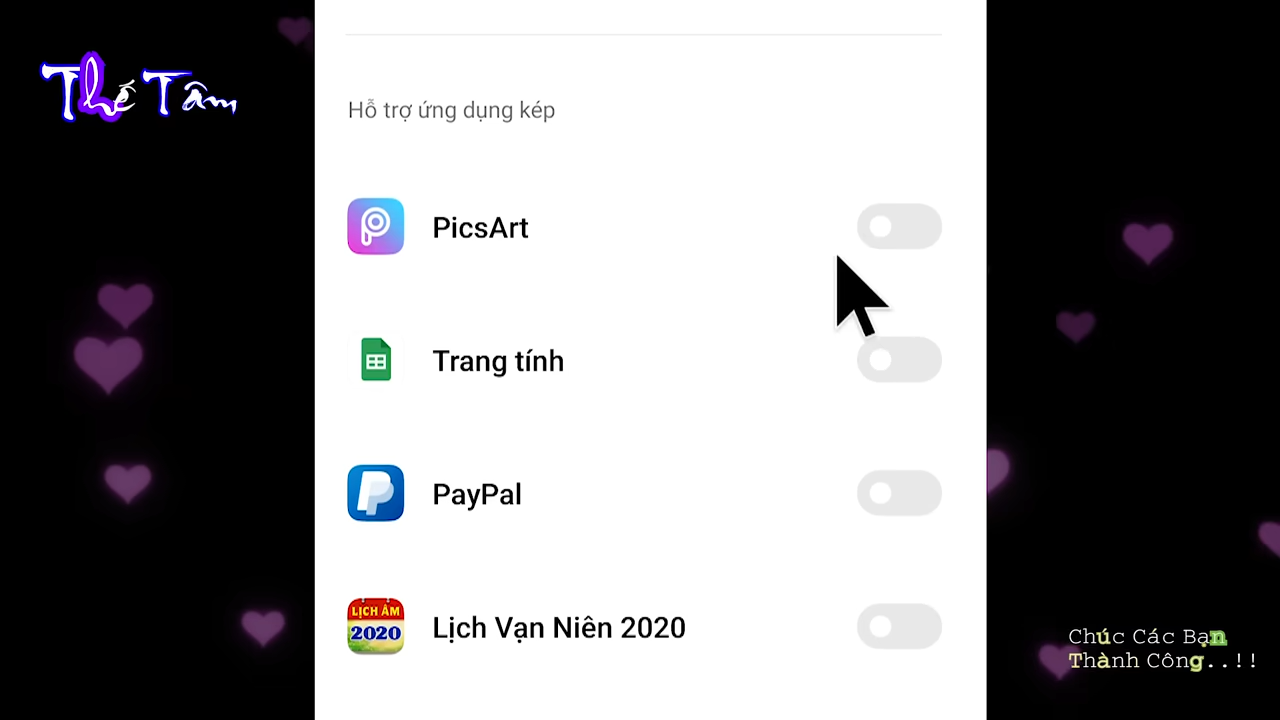 Thế Tâm
Hỗ trợ ứng dụng kép
PicsArt
Trang tính
PayPal
LỊCH ÂM
2020
Lịch Vạn Niên 2020
Chúc Các Bạn
Thành Công..!!